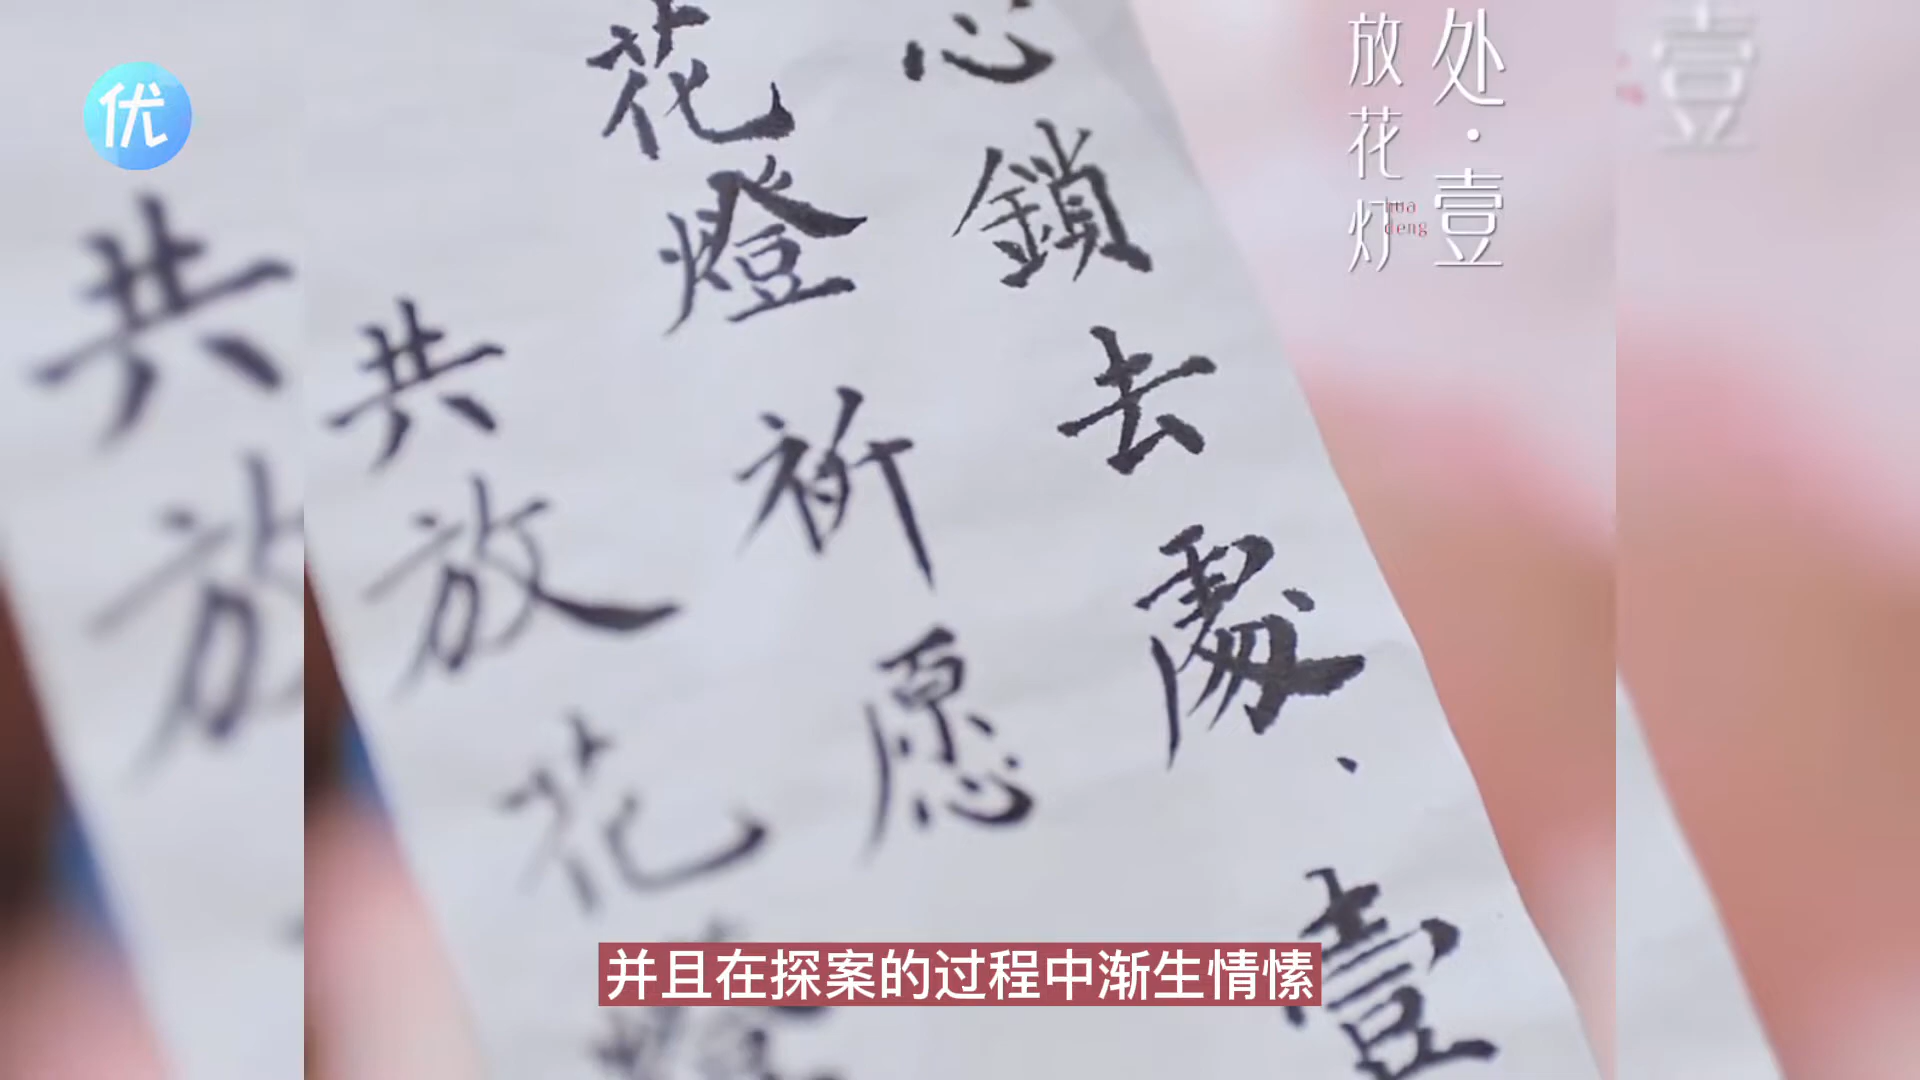 优
处·壹
放花灯
hua
deng
心鎖去處、壹
花燈祈愿
共放花
并且在探案的过程中渐生情愫
壹
共放